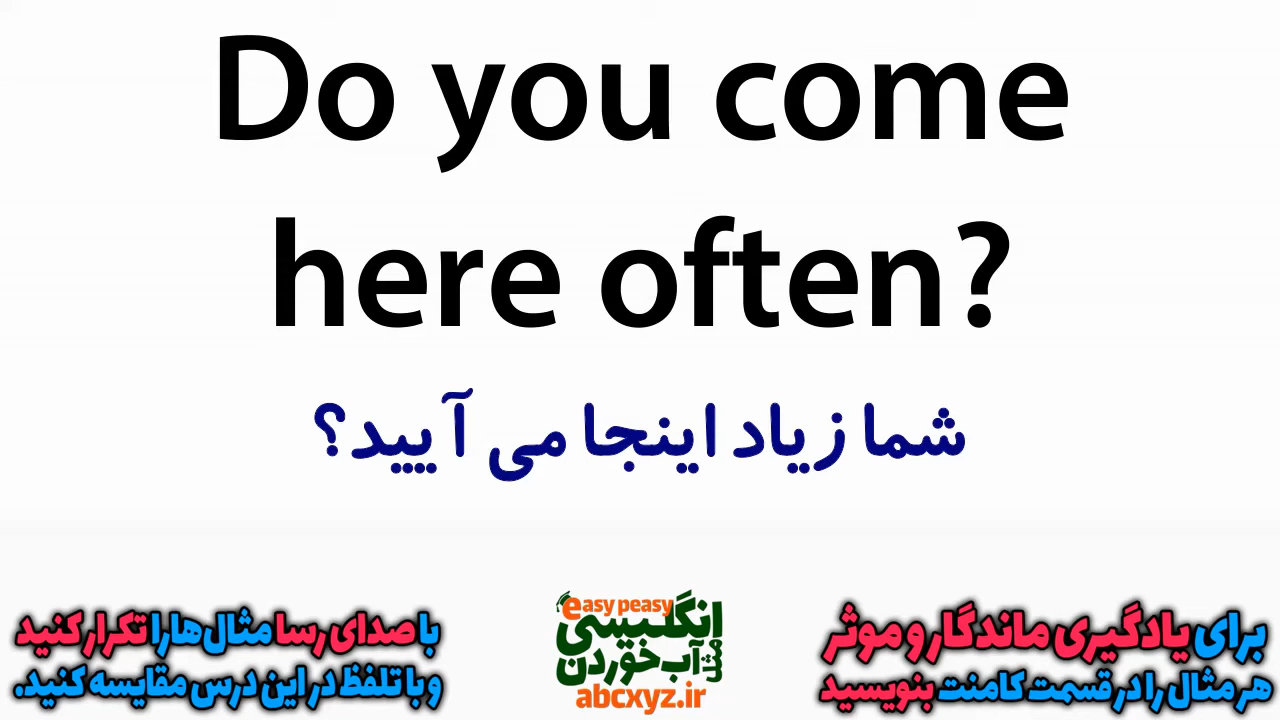 Do you come
here often?
شما زیاد اینجا می آیید؟
برای یادگیری ماندگار و موثر
هر مثال را در قسمت کامنت بنویسید
easy peasy
انگلیسی
مثل
آب خوردن
abcxyz.ir
با صدای رسا مثال‌ها را تکرار کنید
و با تلفظ در این درس مقایسه کنید.